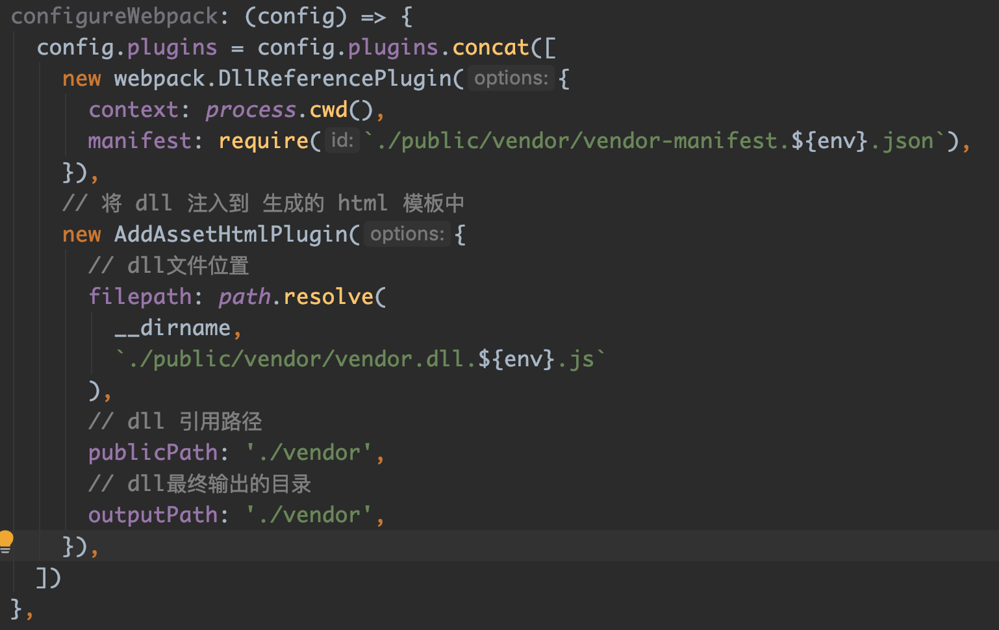 configureWebpack: (config) => {
config.plugins = config.plugins.concat([
new webpack.DllReferencePlugin( options: {
context: process.cwd(),
manifest: require( id: `./public/vendor/vendor-manifest.${env}.json`),
}),
// 将 dll 注入到 生成的 html 模板中
new AddAssetHtmlPlugin( options: {
// dll文件位置
filepath: path.resolve(
__dirname,
`./public/vendor/vendor.dll.${env}.js`
),
// dll 引用路径
publicPath: './vendor',
// dll最终输出的目录
outputPath: './vendor',
}),
])
},